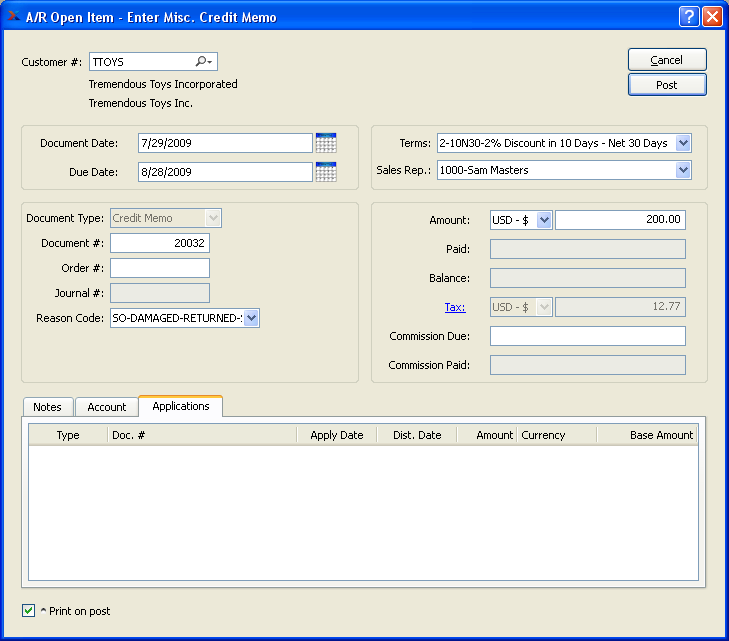 A/R Open Item - Enter Misc. Credit Memo
Customer #: TTOYS
Cancel
Tremendous Toys Incorporated
Post
Tremendous Toys Inc.
Document Date: 7/29/2009
Due Date: 8/28/2009
Terms: 2-10N30-2% Discount in 10 Days - Net 30 Days
Sales Rep.: 1000-Sam Masters
Document Type: Credit Memo
Document #: 20032
Order #:
Journal #:
Reason Code: SO-DAMAGED-RETURNED-
Amount: USD - $ 200.00
Paid:
Balance:
Tax: USD - $ 12.77
Commission Due:
Commission Paid:
Notes Account Applications
Type Doc. # Apply Date Dist. Date Amount Currency Base Amount
^ Print on post